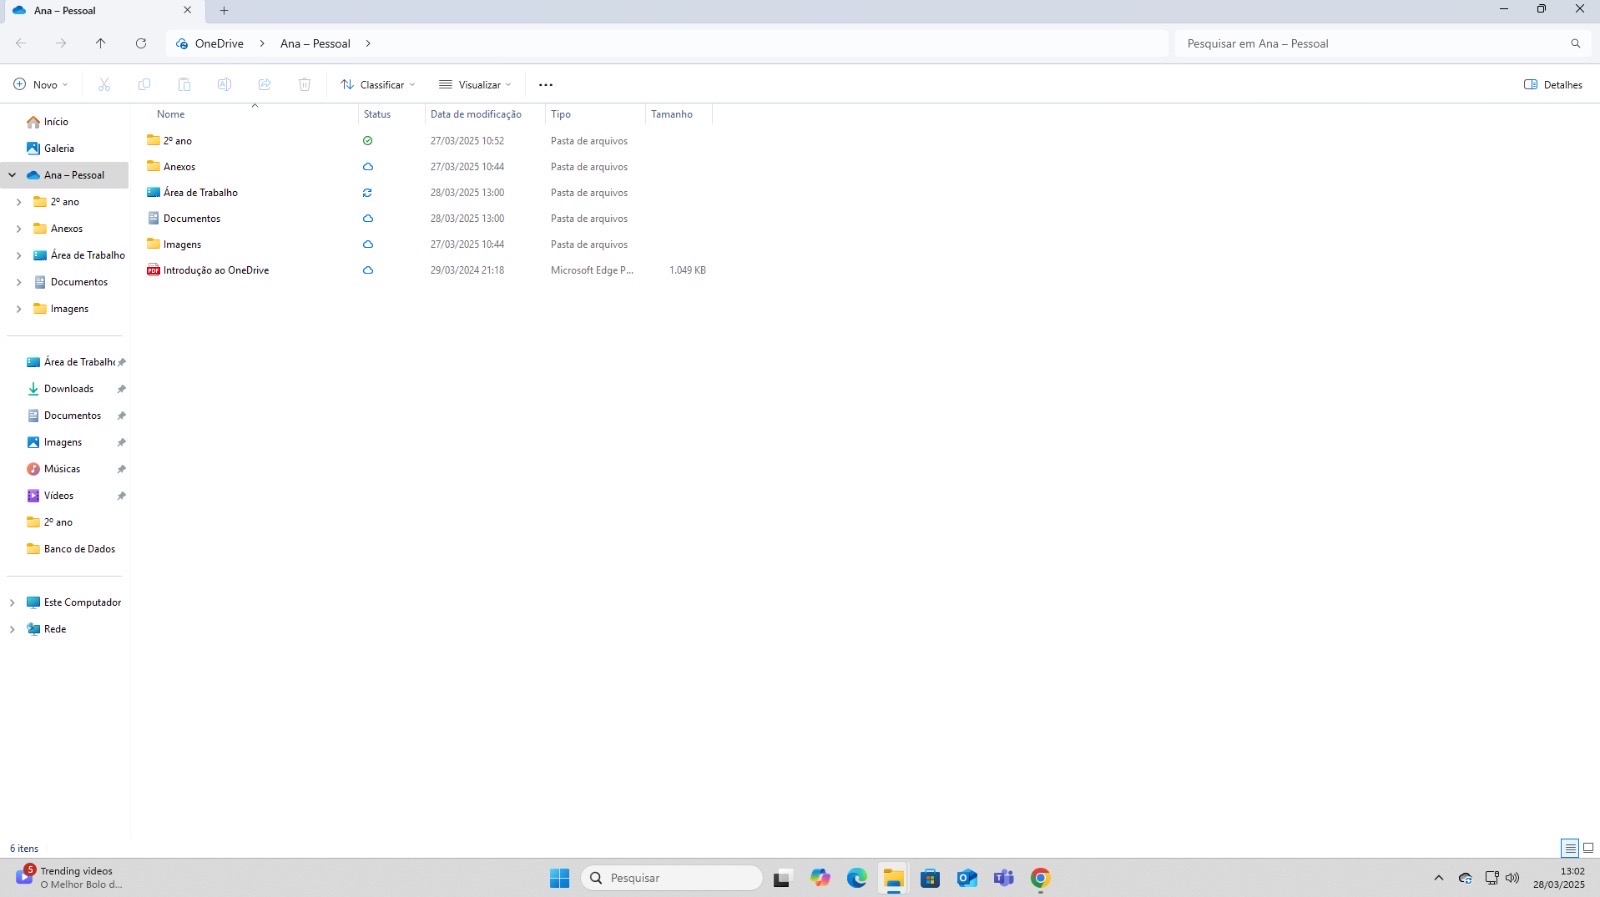 Ana – Pessoal
OneDrive > Ana – Pessoal >
Pesquisar em Ana – Pessoal
Novo
Classificar
Visualizar
Detalhes
Início
Galeria
Ana – Pessoal
2º ano
Anexos
Área de Trabalho
Documentos
Imagens
Área de Trabalho
Downloads
Documentos
Imagens
Músicas
Vídeos
2º ano
Banco de Dados
Este Computador
Rede
Nome Status Data de modificação Tipo Tamanho
2º ano 27/03/2025 10:52 Pasta de arquivos
Anexos 27/03/2025 10:44 Pasta de arquivos
Área de Trabalho 28/03/2025 13:00 Pasta de arquivos
Documentos 28/03/2025 13:00 Pasta de arquivos
Imagens 27/03/2025 10:44 Pasta de arquivos
PDF Introdução ao OneDrive 29/03/2024 21:18 Microsoft Edge P... 1.049 KB
6 itens
5
Trending videos
O Melhor Bolo d...
Pesquisar
13:02
28/03/2025